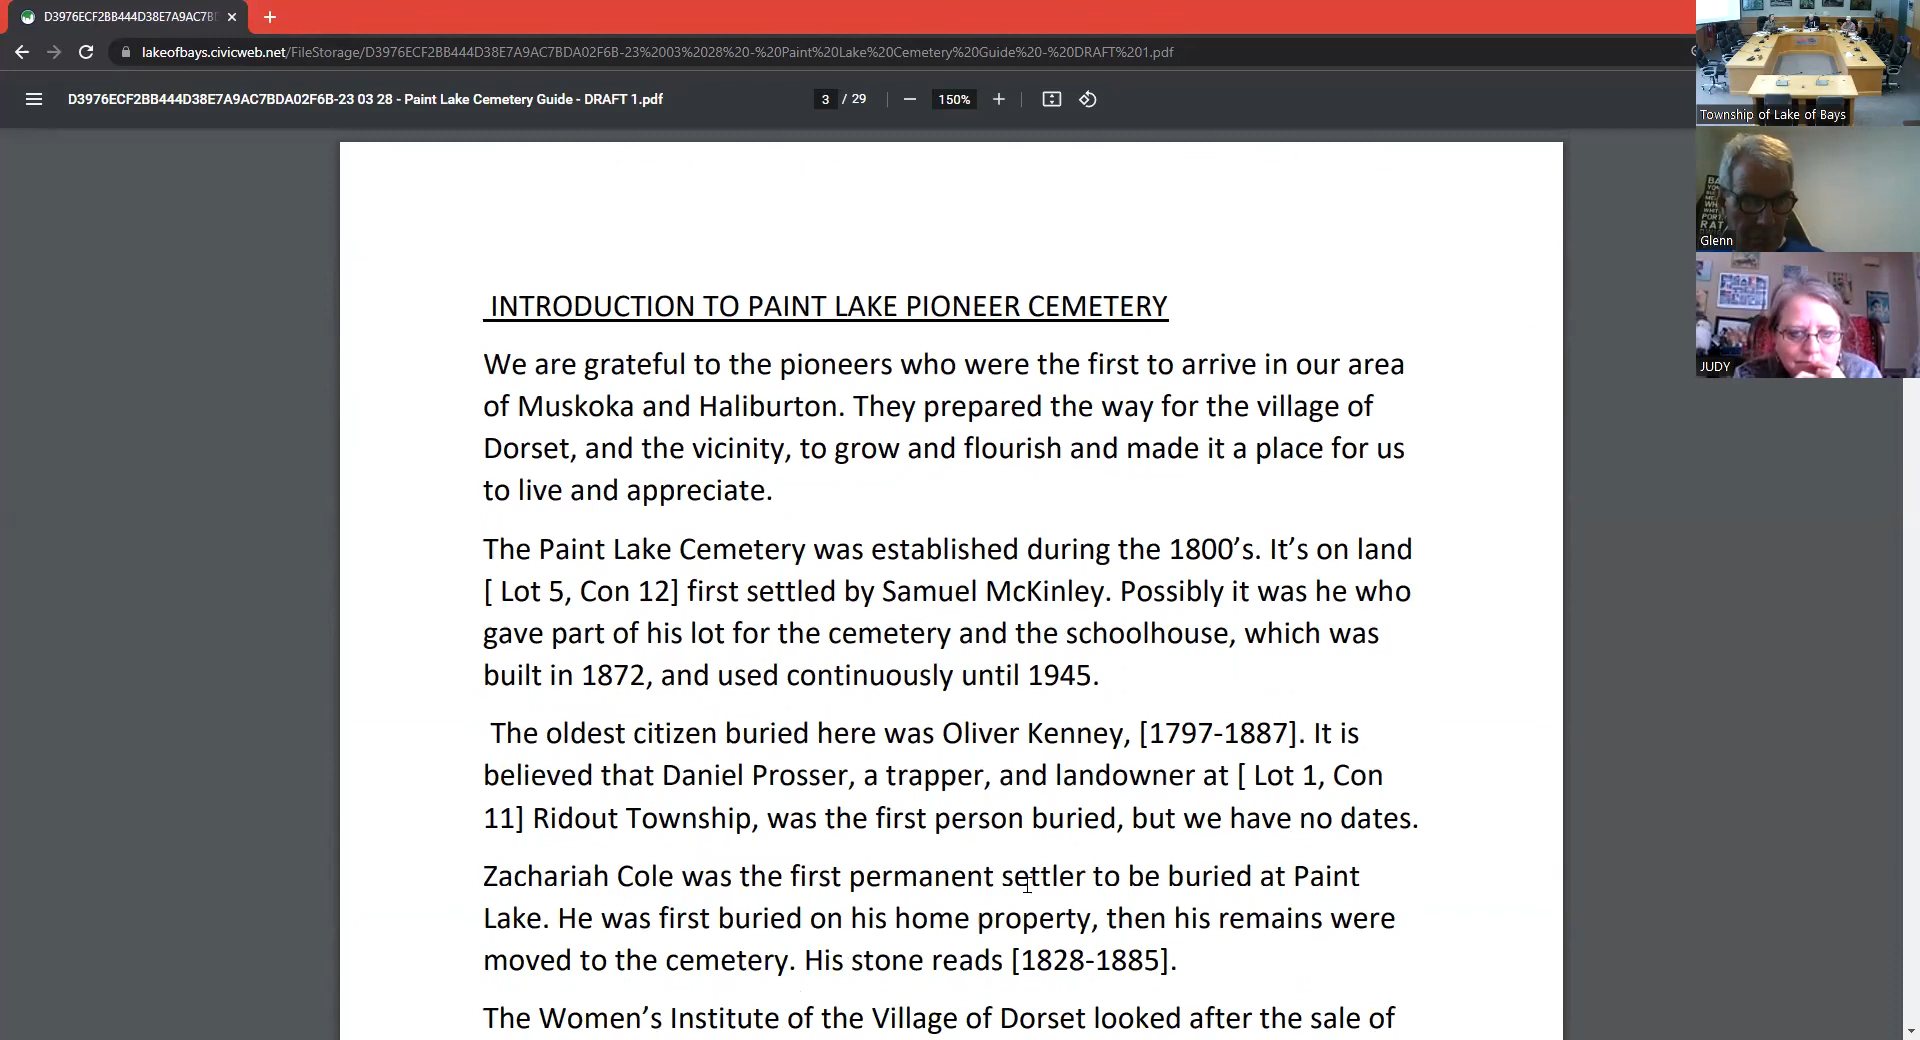 D3976ECF2BB444D38E7A9AC7BD
lakeofbays.civicweb.net/FileStorage/D3976ECF2BB444D38E7A9AC7BDA02F6B-23%2003%2028%20-%20Paint%20Lake%20Cemetery%20Guide%20-%20DRAFT%201.pdf
D3976ECF2BB444D38E7A9AC7BDA02F6B-23 03 28 - Paint Lake Cemetery Guide - DRAFT 1.pdf
3 / 29
150%
Township of Lake of Bays
Glenn
JUDY
INTRODUCTION TO PAINT LAKE PIONEER CEMETERY
We are grateful to the pioneers who were the first to arrive in our area
of Muskoka and Haliburton. They prepared the way for the village of
Dorset, and the vicinity, to grow and flourish and made it a place for us
to live and appreciate.
The Paint Lake Cemetery was established during the 1800’s. It’s on land
[ Lot 5, Con 12] first settled by Samuel McKinley. Possibly it was he who
gave part of his lot for the cemetery and the schoolhouse, which was
built in 1872, and used continuously until 1945.
The oldest citizen buried here was Oliver Kenney, [1797-1887]. It is
believed that Daniel Prosser, a trapper, and landowner at [ Lot 1, Con
11] Ridout Township, was the first person buried, but we have no dates.
Zachariah Cole was the first permanent settler to be buried at Paint
Lake. He was first buried on his home property, then his remains were
moved to the cemetery. His stone reads [1828-1885].
The Women’s Institute of the Village of Dorset looked after the sale of